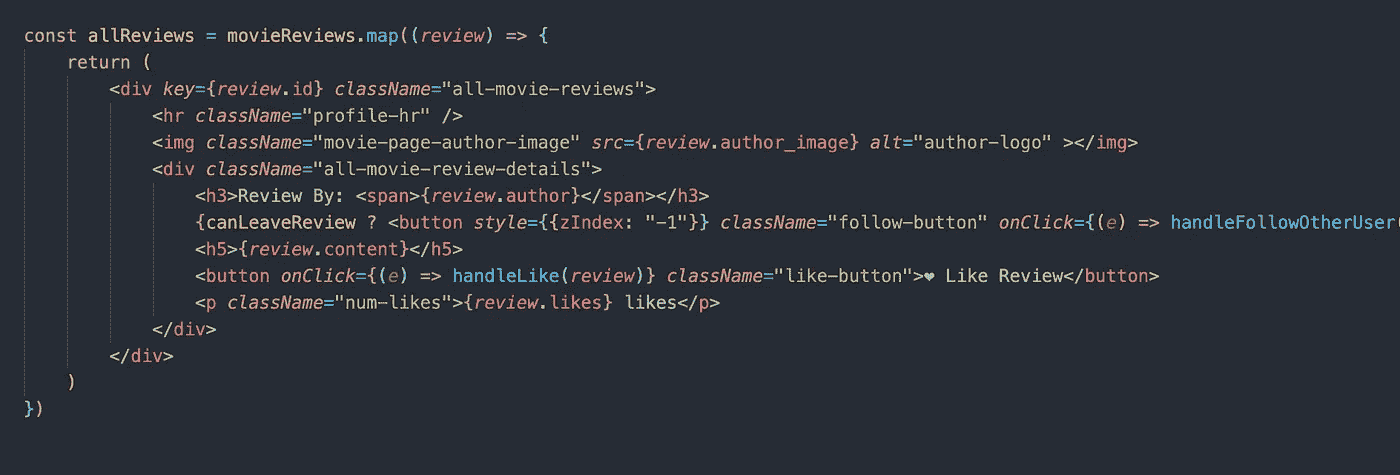 const allReviews = movieReviews.map((review) => {
return (
<div key={review.id} className="all-movie-reviews">
<hr className="profile-hr" />
<img className="movie-page-author-image" src={review.author_image} alt="author-logo" ></img>
<div className="all-movie-review-details">
<h3>Review By: <span>{review.author}</span></h3>
{canLeaveReview ? <button style={{zIndex: "-1"}} className="follow-button" onClick={(e) => handleFollowOtherUser(
<h5>{review.content}</h5>
<button onClick={(e) => handleLike(review)} className="like-button">❤ Like Review</button>
<p className="num-likes">{review.likes} likes</p>
</div>
</div>
)
})